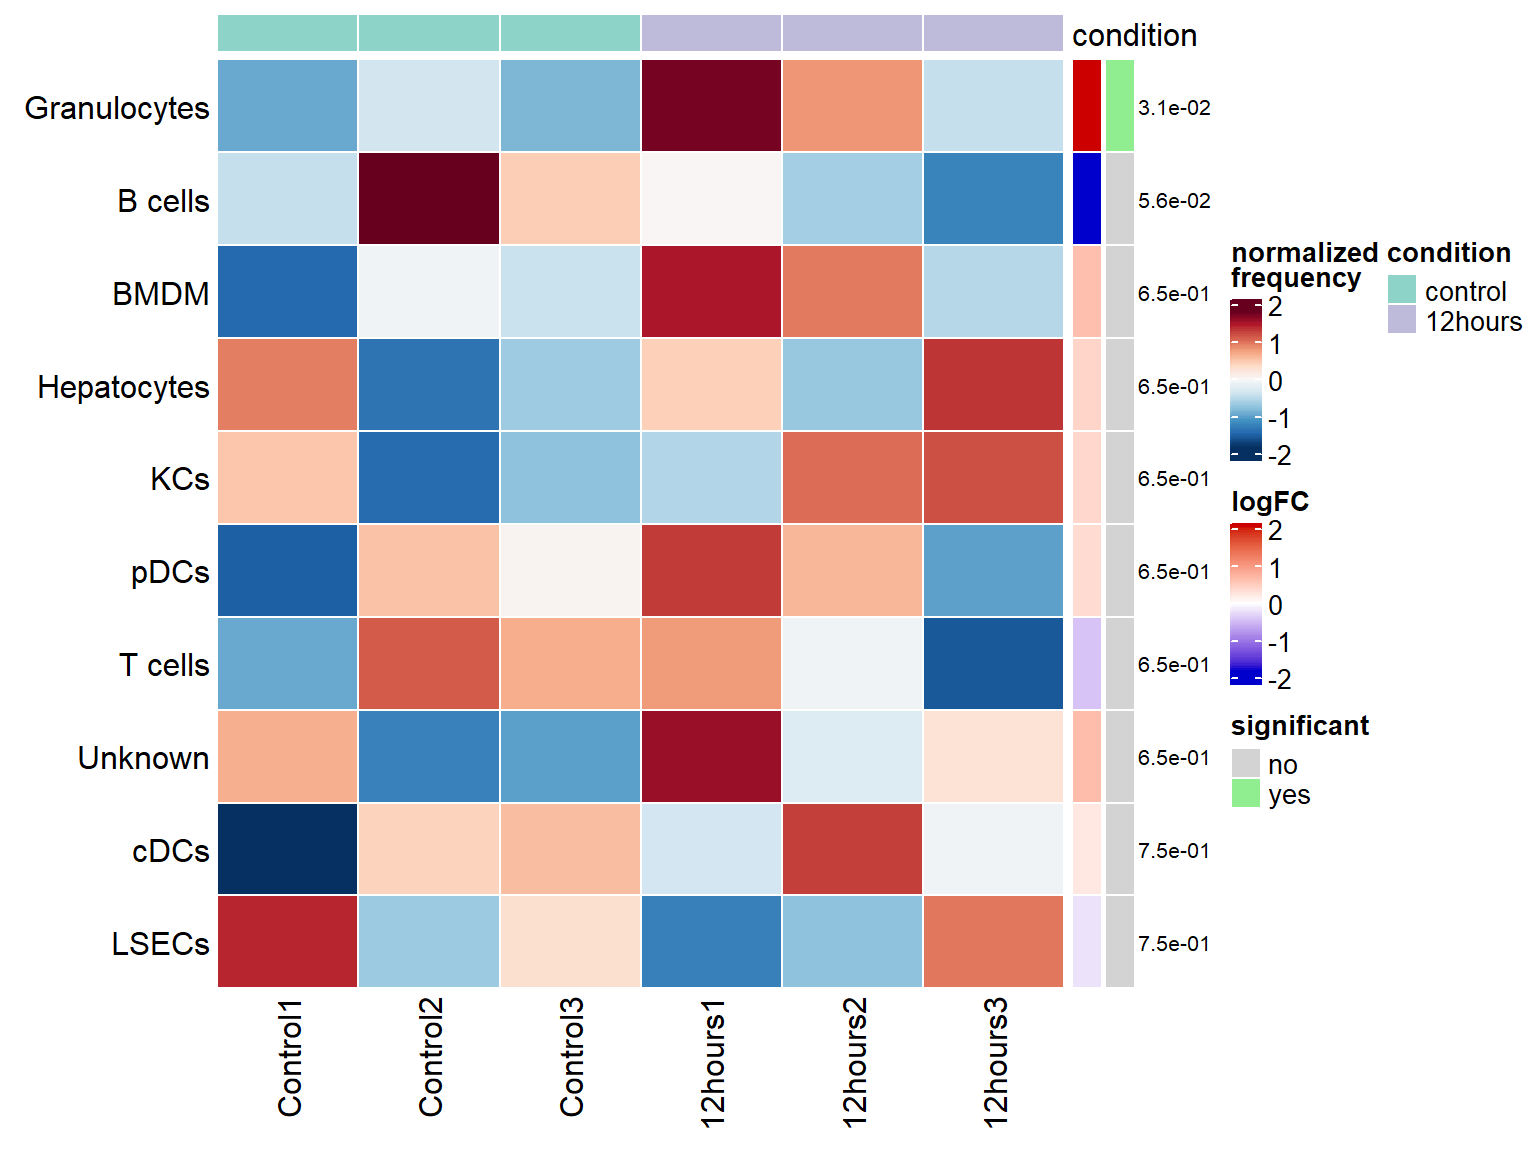 condition
Granulocytes
3.1e-02
B cells
5.6e-02
BMDM
6.5e-01
Hepatocytes
6.5e-01
KCs
6.5e-01
pDCs
6.5e-01
T cells
6.5e-01
Unknown
6.5e-01
cDCs
7.5e-01
LSECs
7.5e-01
Control1
Control2
Control3
12hours1
12hours2
12hours3
normalized
frequency
2
1
0
-1
-2
condition
control
12hours
logFC
2
1
0
-1
-2
significant
no
yes